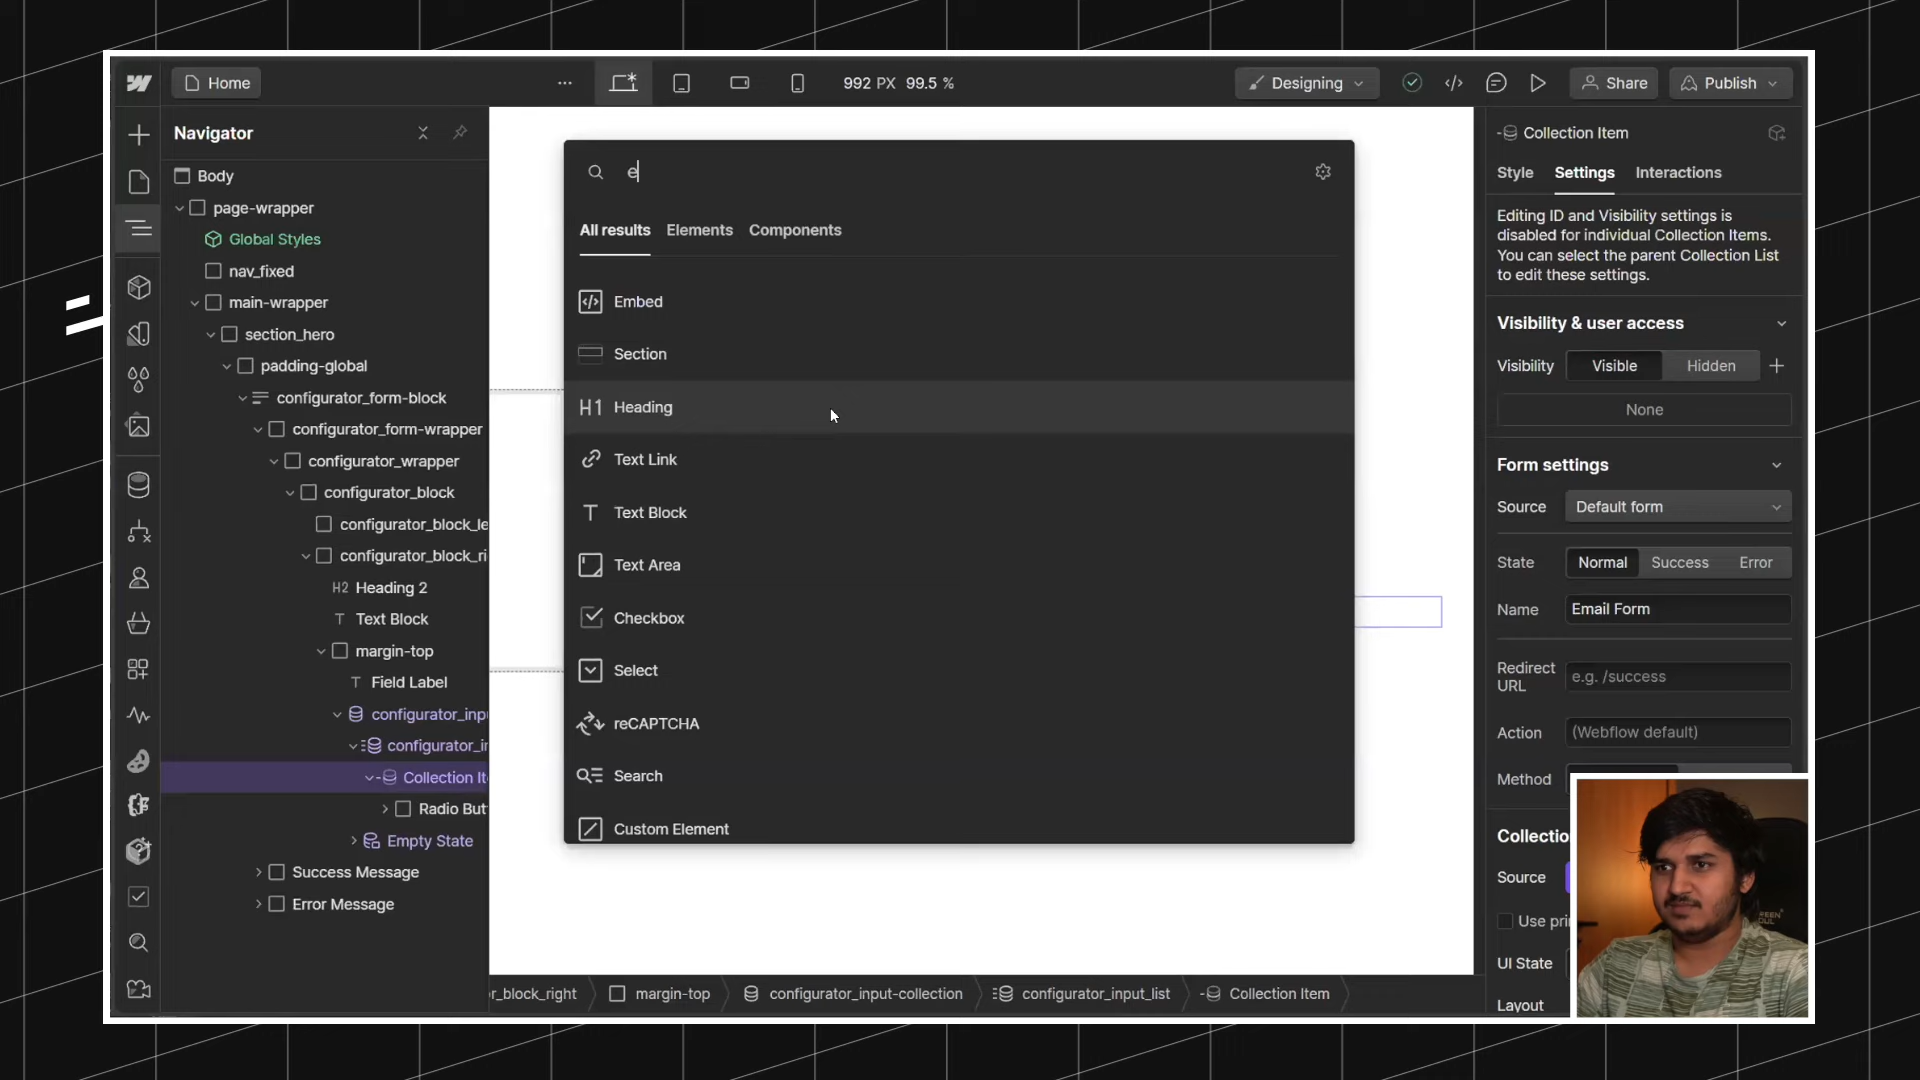 Home
...
992 PX 99.5 %
Designing
Share
Publish
Navigator
Body
page-wrapper
Global Styles
nav_fixed
main-wrapper
section_hero
padding-global
configurator_form-block
configurator_form-wrapper
configurator_wrapper
configurator_block
configurator_block_le
configurator_block_ri
H2 Heading 2
T Text Block
margin-top
T Field Label
configurator_inpu
configurator_in
Collection It
Radio But
Empty State
Success Message
Error Message
e
All results Elements Components
Embed
Section
H1 Heading
Text Link
T Text Block
Text Area
Checkbox
Select
reCAPTCHA
Search
Custom Element
Collection Item
Style Settings Interactions
Editing ID and Visibility settings is
disabled for individual Collection Items.
You can select the parent Collection List
to edit these settings.
Visibility & user access
Visibility Visible Hidden
None
Form settings
Source Default form
State Normal Success Error
Name Email Form
Redirect
URL
e.g. /success
Action (Webflow default)
Method
Collectio
Source
Use pri
UI State
Layout
r_block_right margin-top configurator_input-collection configurator_input_list Collection Item